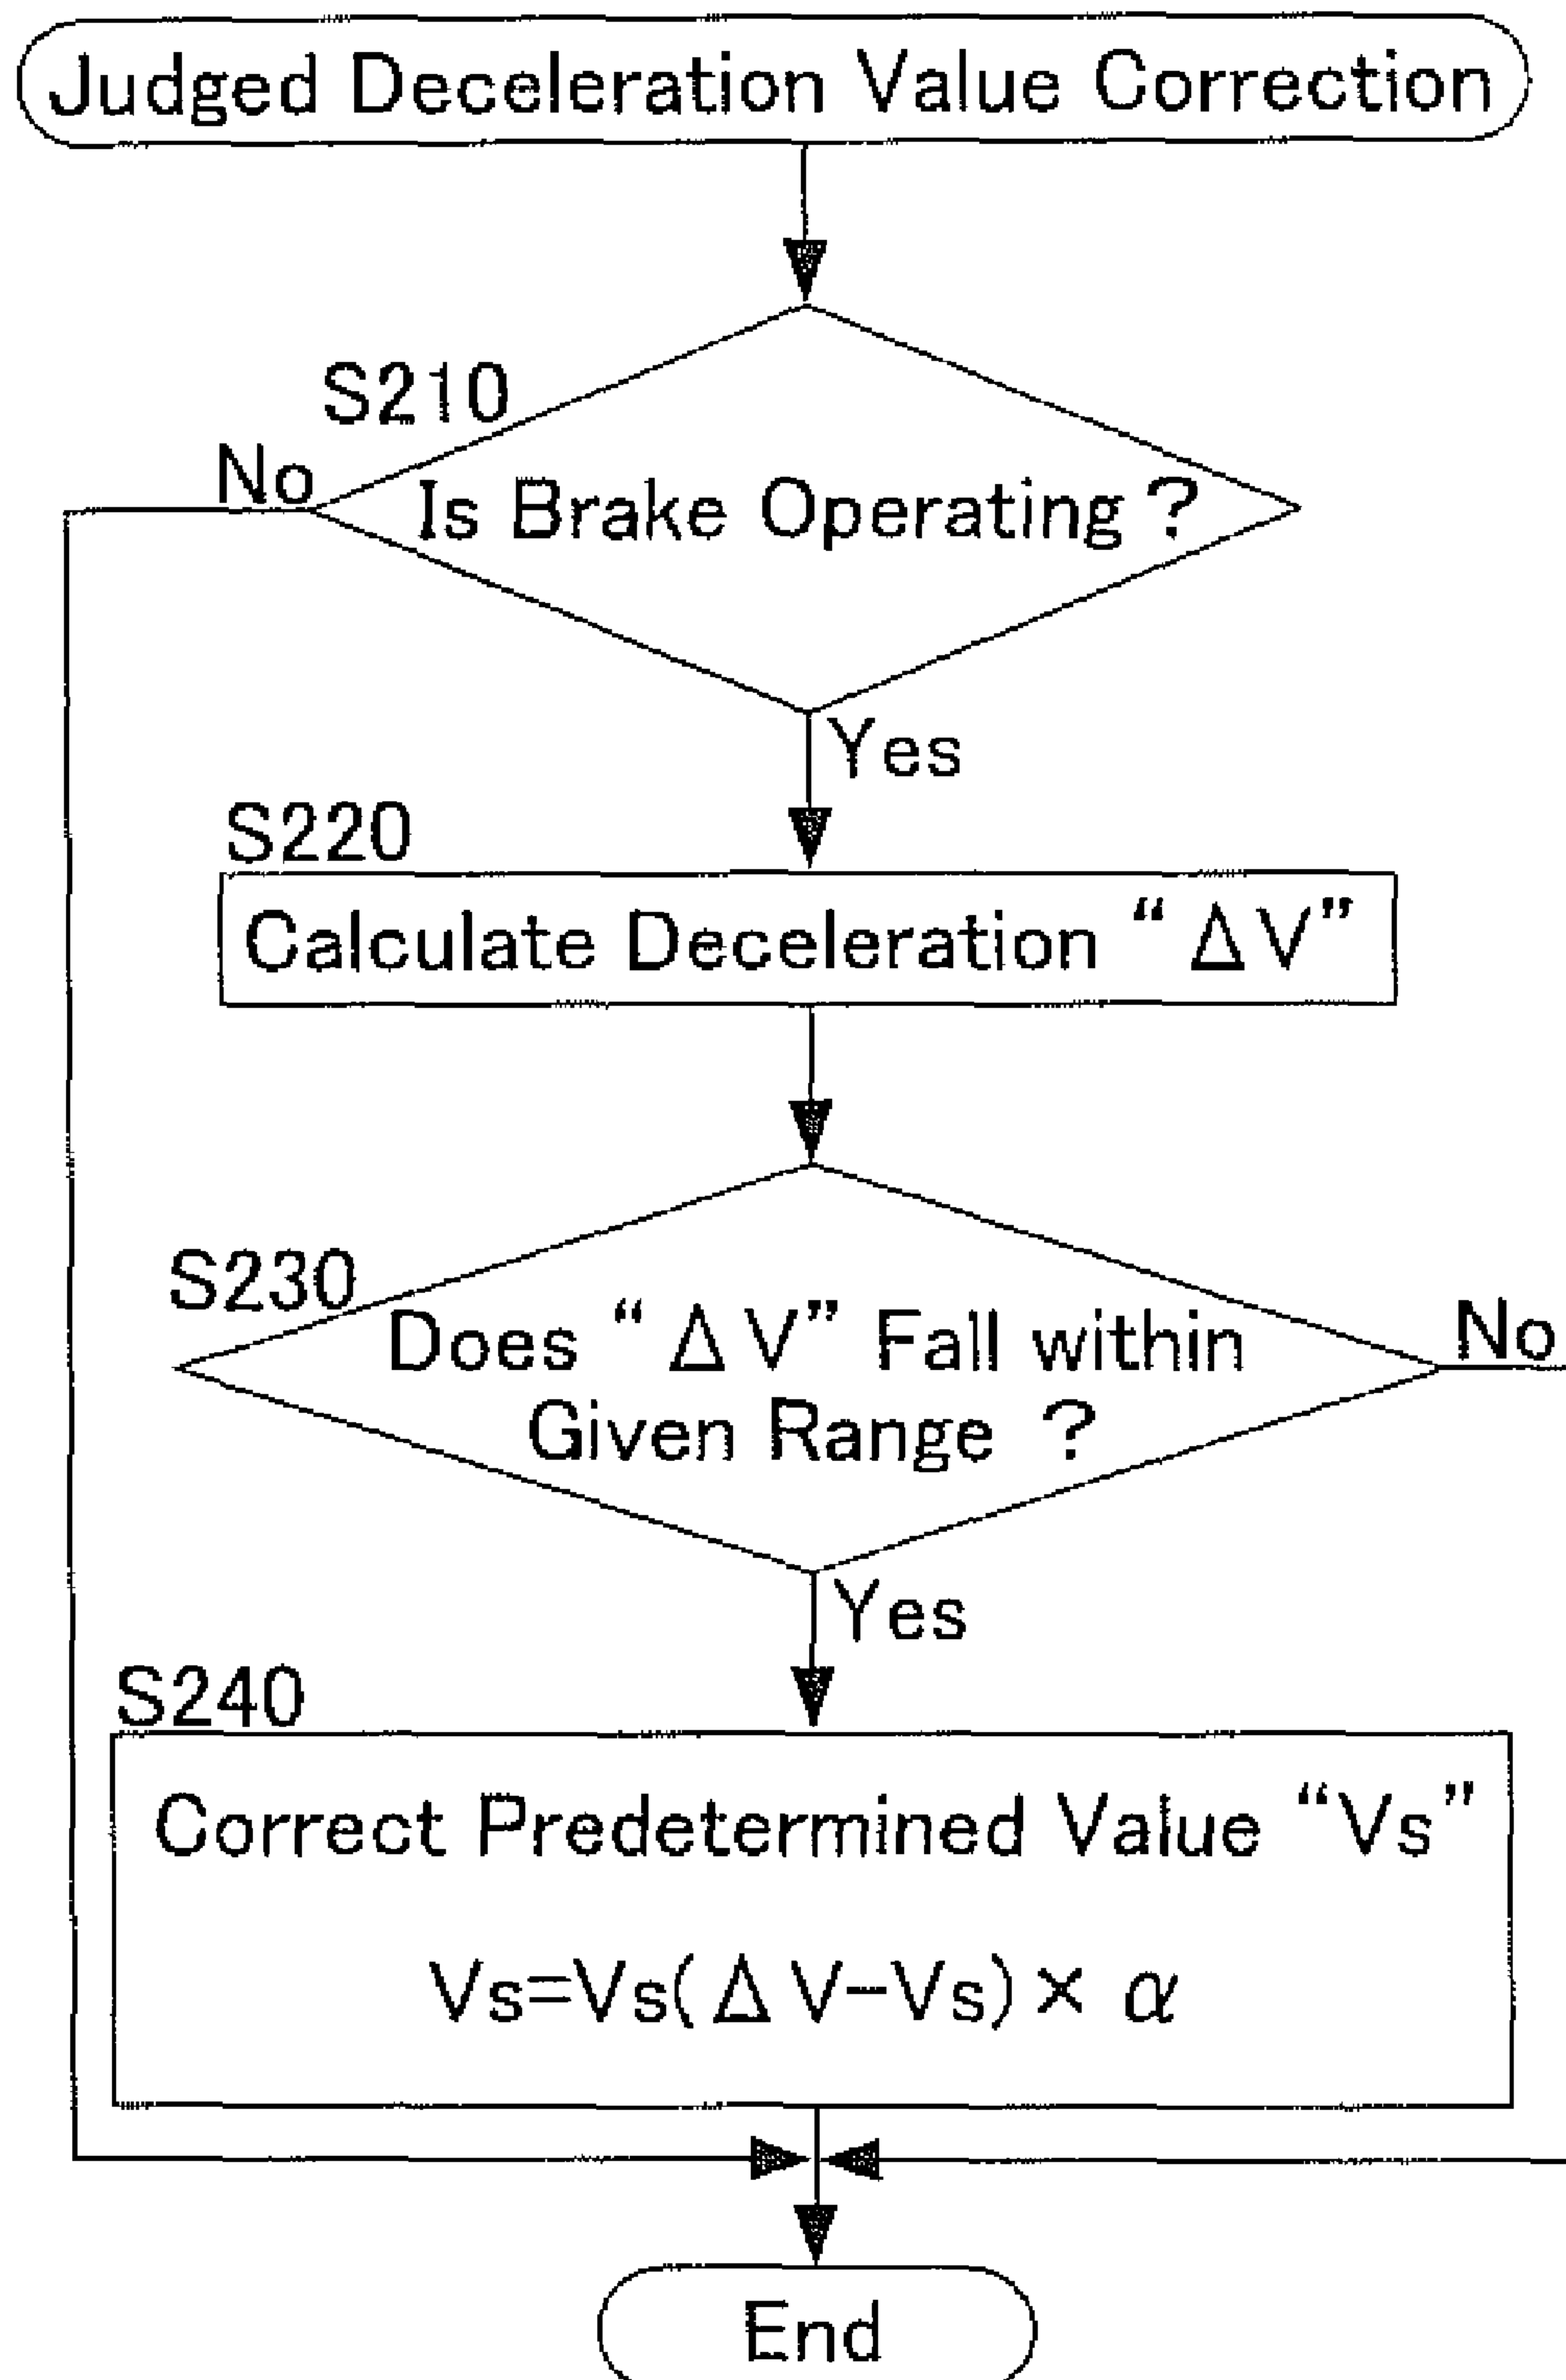 Judged Deceleration Value Correction
S210
No
Is Brake Operating ?
Yes
S220
Calculate Deceleration “ΔV”
S230
Does “ΔV” Fall within
Given Range ?
No
Yes
S240
Correct Predetermined Value “Vs”
Vs=Vs(ΔV-Vs)× α
End